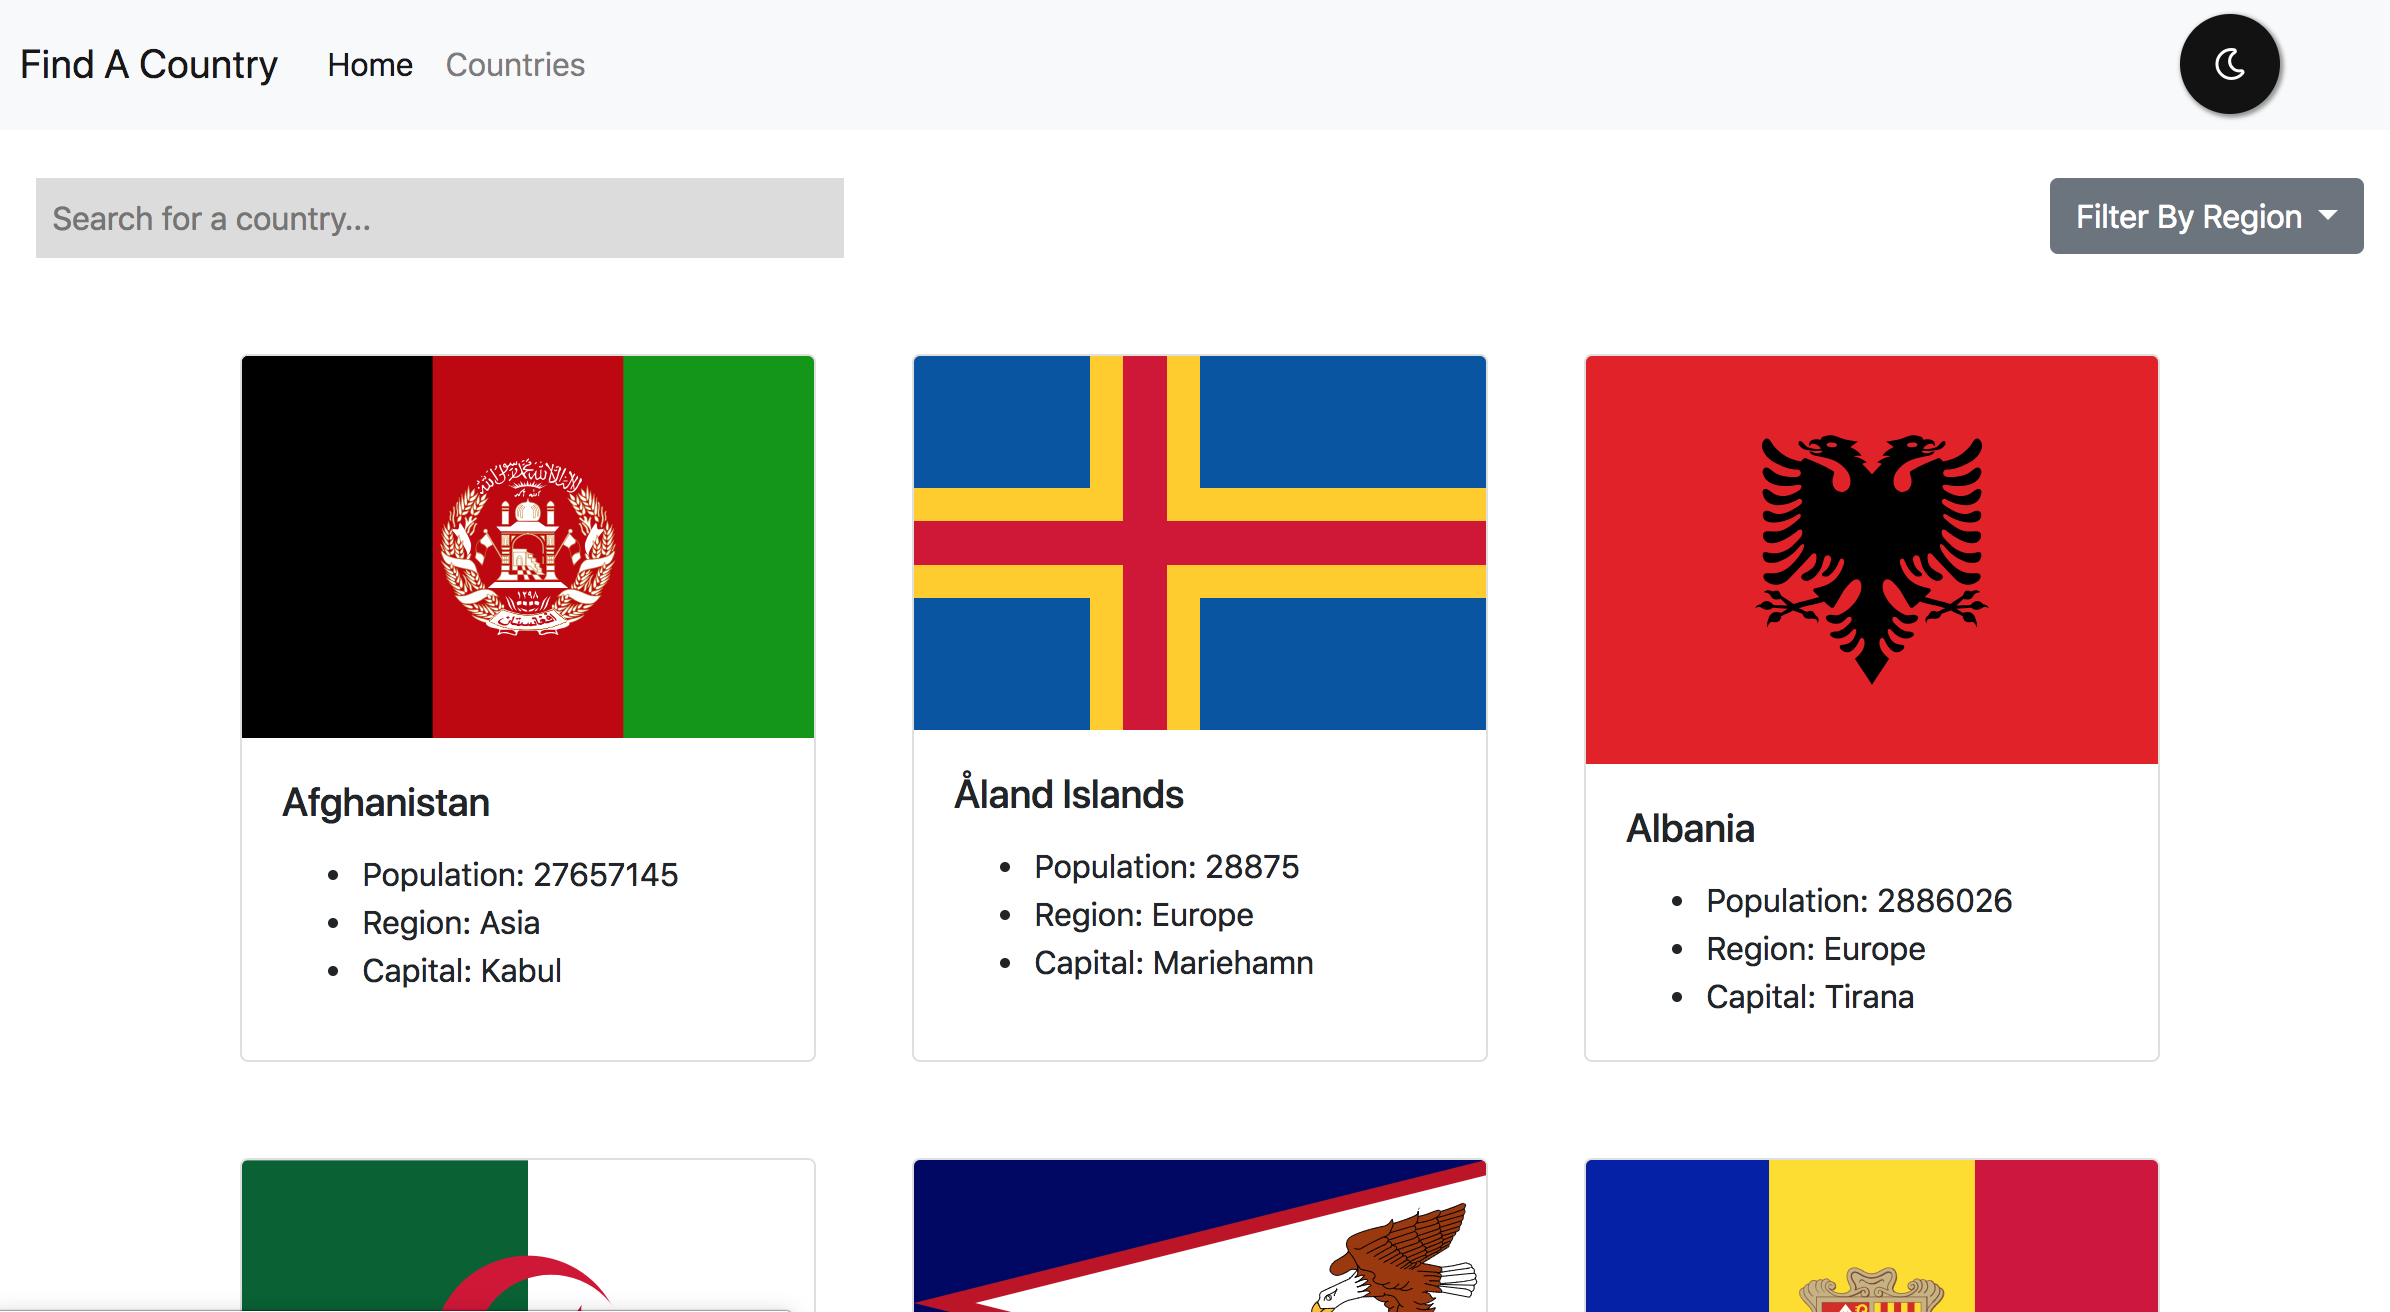 Find A Country Home Countries
Search for a country...
Filter By Region
Afghanistan
Population: 27657145
Region: Asia
Capital: Kabul
Åland Islands
Population: 28875
Region: Europe
Capital: Mariehamn
Albania
Population: 2886026
Region: Europe
Capital: Tirana